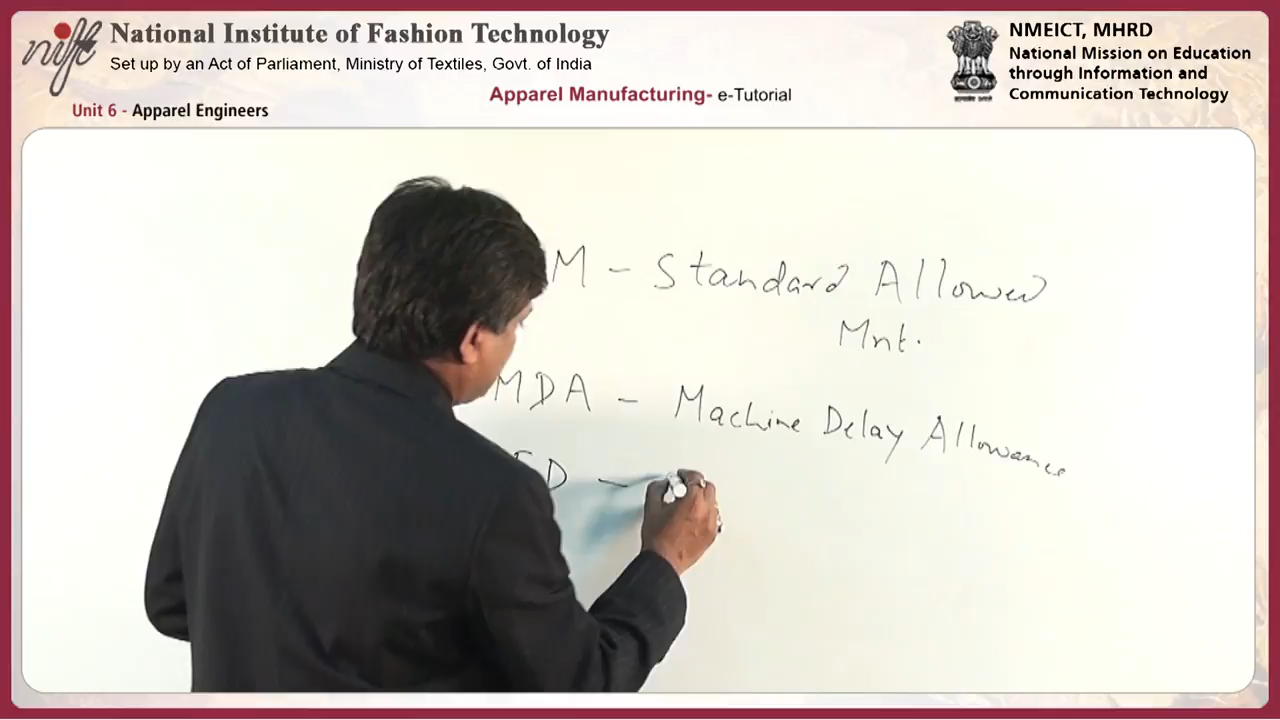 nift National Institute of Fashion Technology
Set up by an Act of Parliament, Ministry of Textiles, Govt. of India
Unit 6 - Apparel Engineers
Apparel Manufacturing- e-Tutorial
NMEICT, MHRD
National Mission on Education
through Information and
Communication Technology
M - Standard Allowed
Mnt.
MDA - Machine Delay Allowance
D -